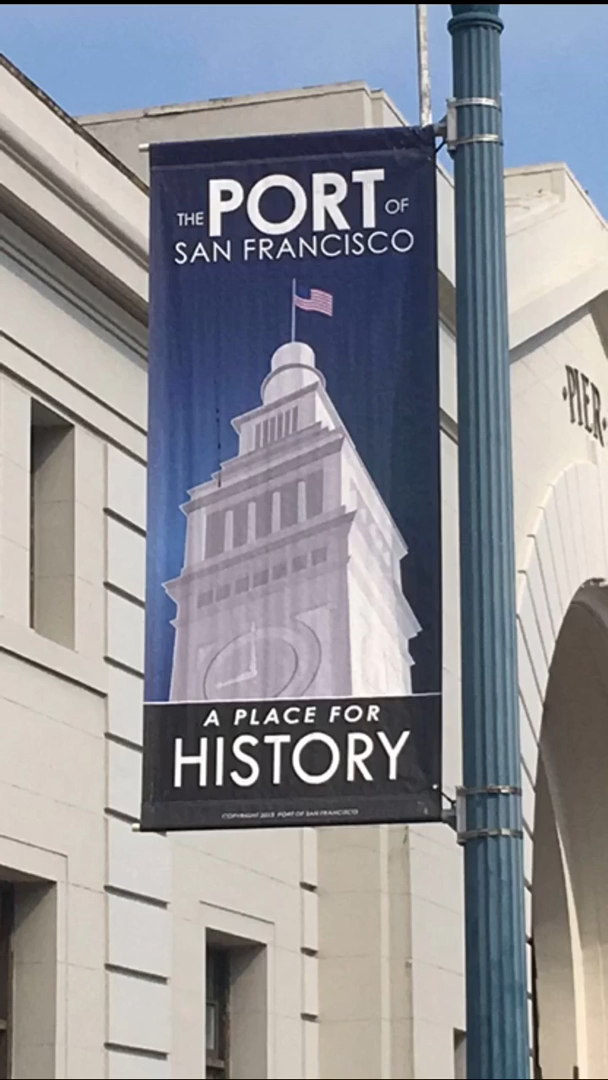 THE PORT OF
SAN FRANCISCO
A PLACE FOR
HISTORY
COPYRIGHT 2015 PORT OF SAN FRANCISCO
·PIER·